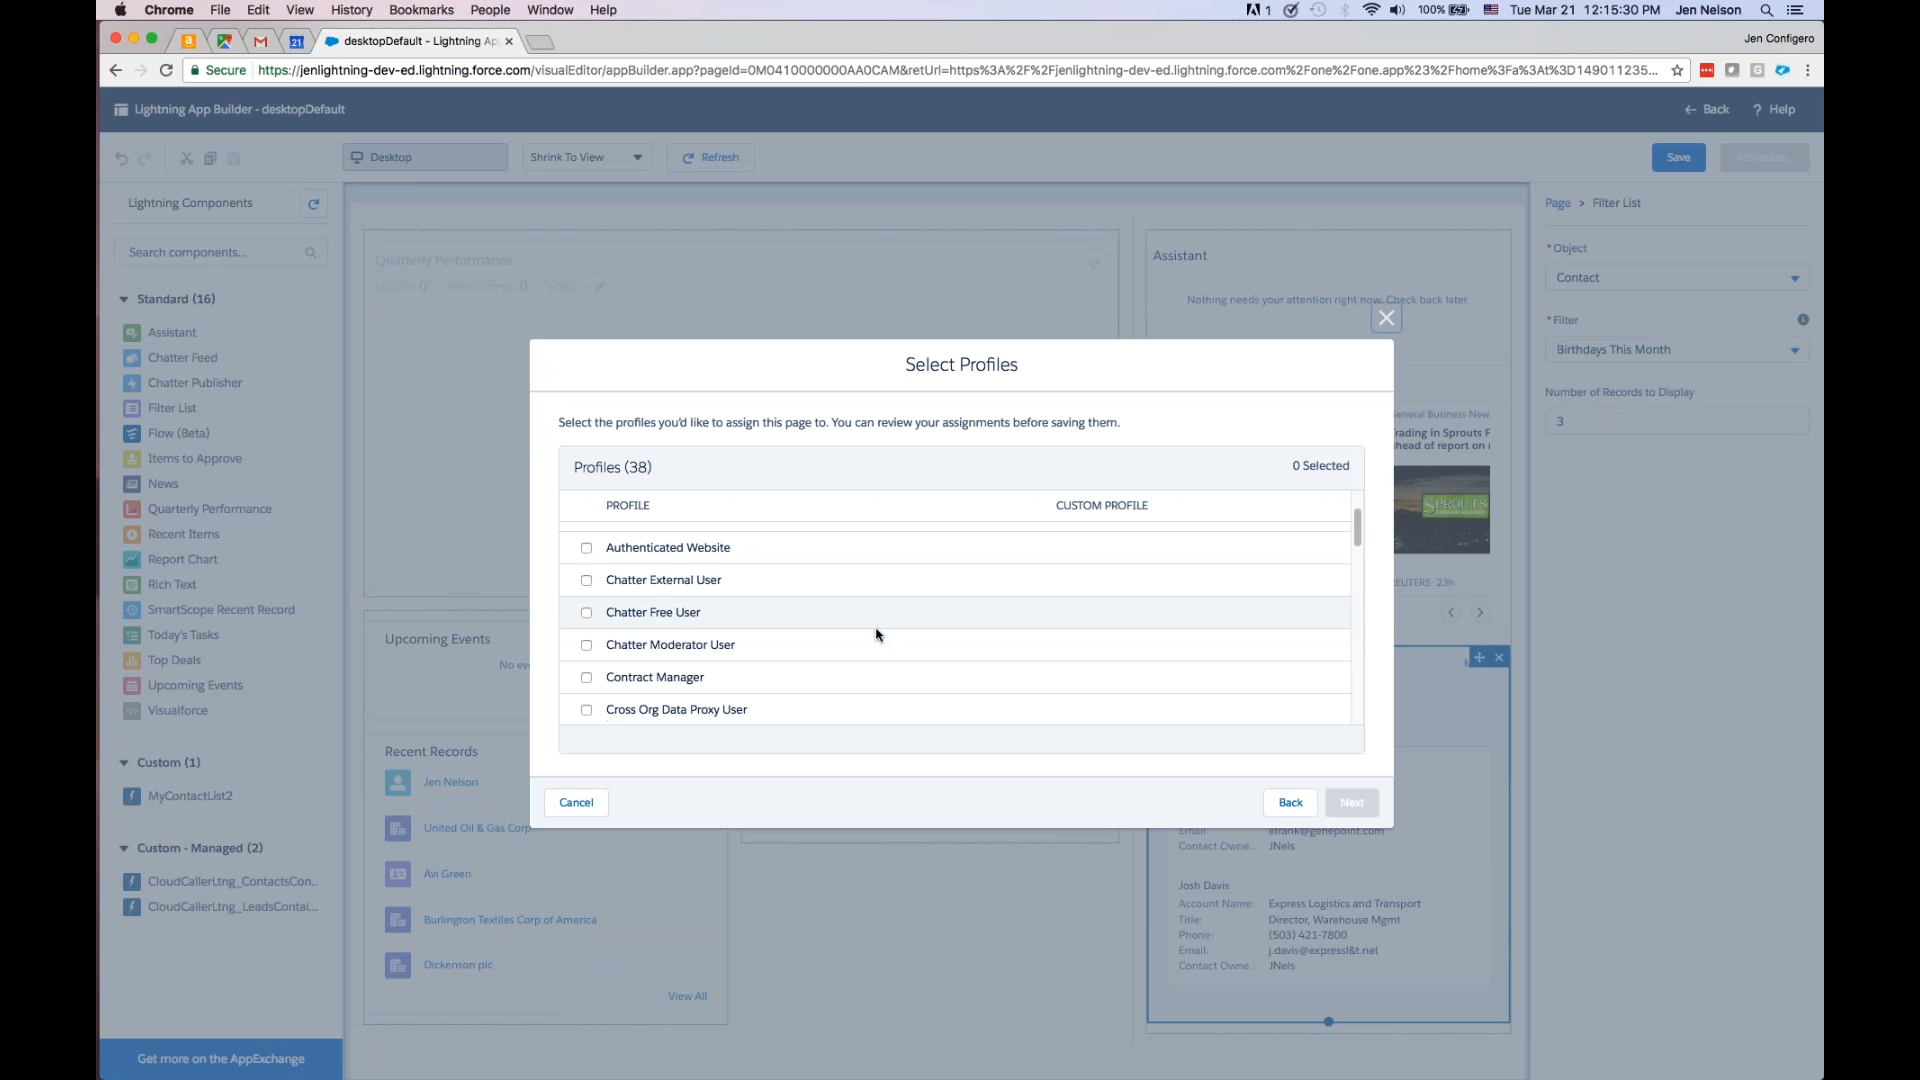 Chrome File Edit View History Bookmarks People Window Help
1 100% Tue Mar 21 12:15:30 PM Jen Nelson
desktopDefault - Lightning Ap
Jen Configero
Secure https://jenlightning-dev-ed.lightning.force.com/visualEditor/appBuilder.app?pageId=0M0410000000AA0CAM&retUrl=https%3A%2F%2Fjenlightning-dev-ed.lightning.force.com%2Fone%2Fone.app%23%2Fhome%3Fa%3At%3D149011235...
Lightning App Builder - desktopDefault
Back ? Help
Desktop
Shrink To View
Refresh
Save
Activation...
Lightning Components
Search components...
Standard (16)
Assistant
Chatter Feed
Chatter Publisher
Filter List
Flow (Beta)
Items to Approve
News
Quarterly Performance
Recent Items
Report Chart
Rich Text
SmartScope Recent Record
Today's Tasks
Top Deals
Upcoming Events
Visualforce
Custom (1)
MyContactList2
Custom - Managed (2)
CloudCallerLtng_ContactsCon..
CloudCallerLtng_LeadsContai...
Get more on the AppExchange
Quarterly Performance
Upcoming Events
No eve
Recent Records
Jen Nelson
United Oil & Gas Corp
Avi Green
Burlington Textiles Corp of America
Dickenson plc
View All
Select Profiles
Select the profiles you'd like to assign this page to. You can review your assignments before saving them.
Profiles (38)
0 Selected
PROFILE
CUSTOM PROFILE
Authenticated Website
Chatter External User
Chatter Free User
Chatter Moderator User
Contract Manager
Cross Org Data Proxy User
Cancel
Back
Next
Assistant
Nothing needs your attention right now. Check back later.
General Business New
Trading in Sprouts F
ahead of report on
SPROUTS
REUTERS · 23h
Email: efrank@genepoint.com
Contact Owne... JNels
Josh Davis
Account Name: Express Logistics and Transport
Title: Director, Warehouse Mgmt
Phone: (503) 421-7800
Email: j.davis@expressl&t.net
Contact Owne... JNels
Page > Filter List
*Object
Contact
*Filter
Birthdays This Month
Number of Records to Display
3